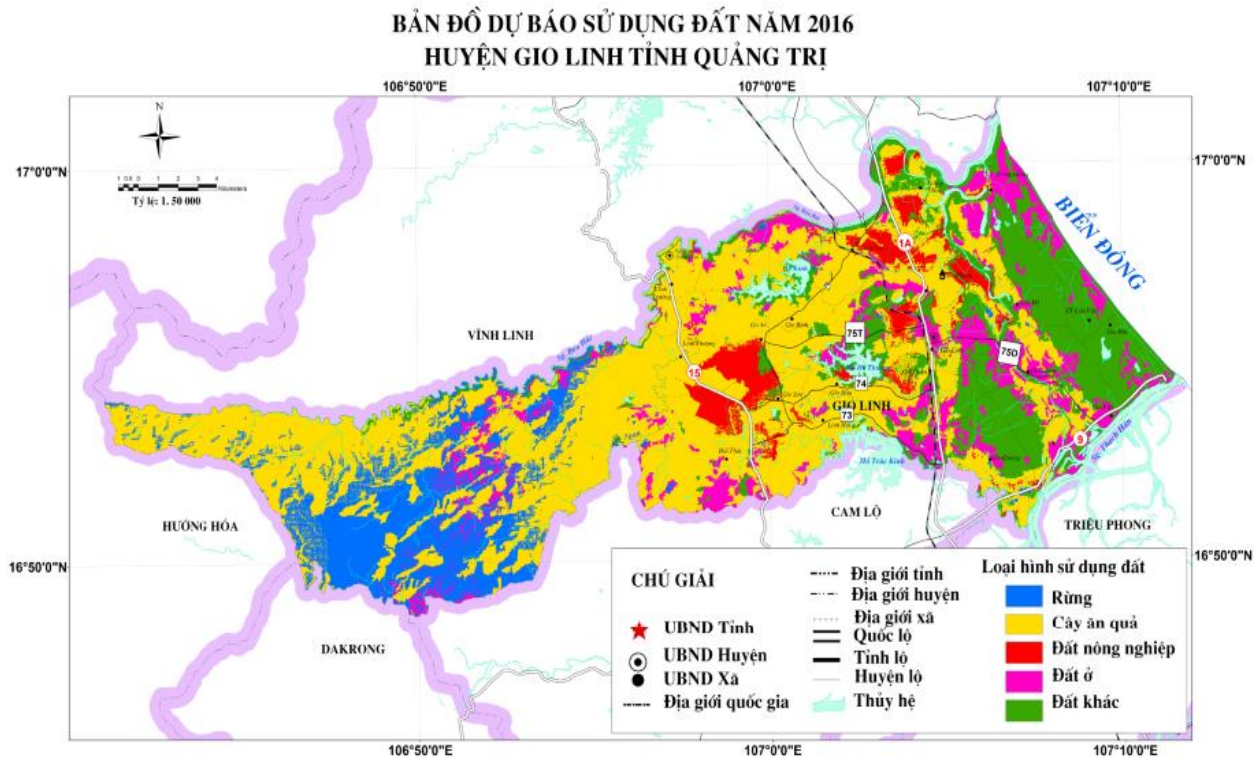 BẢN ĐỒ DỰ BÁO SỬ DỤNG ĐẤT NĂM 2016
HUYỆN GIO LINH TỈNH QUẢNG TRỊ
106°50'0"E
107°0'0"E
107°10'0"E
N
17°0'0"N
17°0'0"N
Tỷ lệ: 1. 50 000
BIỂN ĐÔNG
1A
VĨNH LINH
75T
75D
15
74
GIO LINH
73
9
Hồ Trúc Kinh
HƯỚNG HÓA
CAM LỘ
TRIỆU PHONG
16°50'0"N
16°50'0"N
DAKRONG
CHÚ GIẢI
UBND Tỉnh
UBND Huyện
UBND Xã
Địa giới quốc gia
Địa giới tỉnh
Địa giới huyện
Địa giới xã
Quốc lộ
Tỉnh lộ
Huyện lộ
Thủy hệ
Loại hình sử dụng đất
Rừng
Cây ăn quả
Đất nông nghiệp
Đất ở
Đất khác
106°50'0"E
107°0'0"E
107°10'0"E